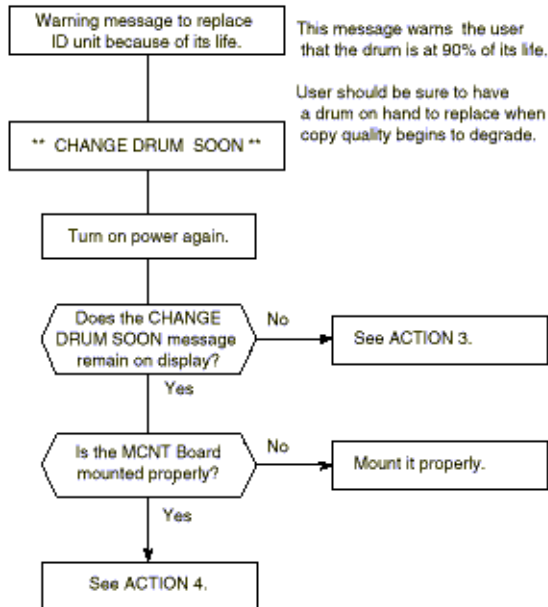 Warning message to replace
ID unit because of its life.
This message warns the user
that the drum is at 90% of its life.
User should be sure to have
a drum on hand to replace when
copy quality begins to degrade.
** CHANGE DRUM SOON **
Turn on power again.
Does the CHANGE
DRUM SOON message
remain on display?
No
See ACTION 3.
Yes
Is the MCNT Board
mounted properly?
No
Mount it properly.
Yes
See ACTION 4.